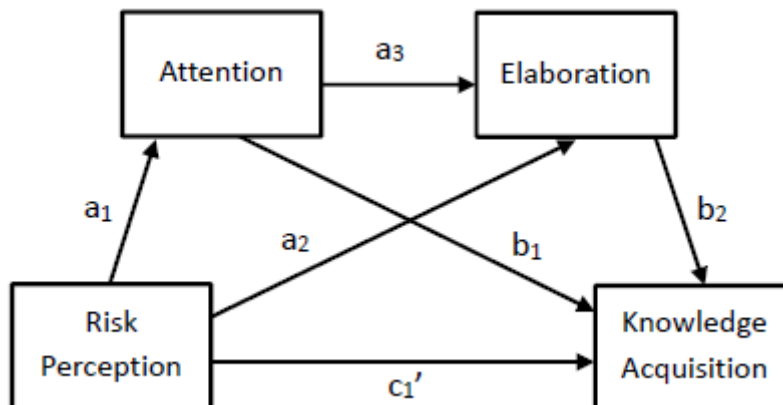 Attention
a₃
Elaboration
a₁
a₂
b₁
b₂
Risk
Perception
c₁’
Knowledge
Acquisition